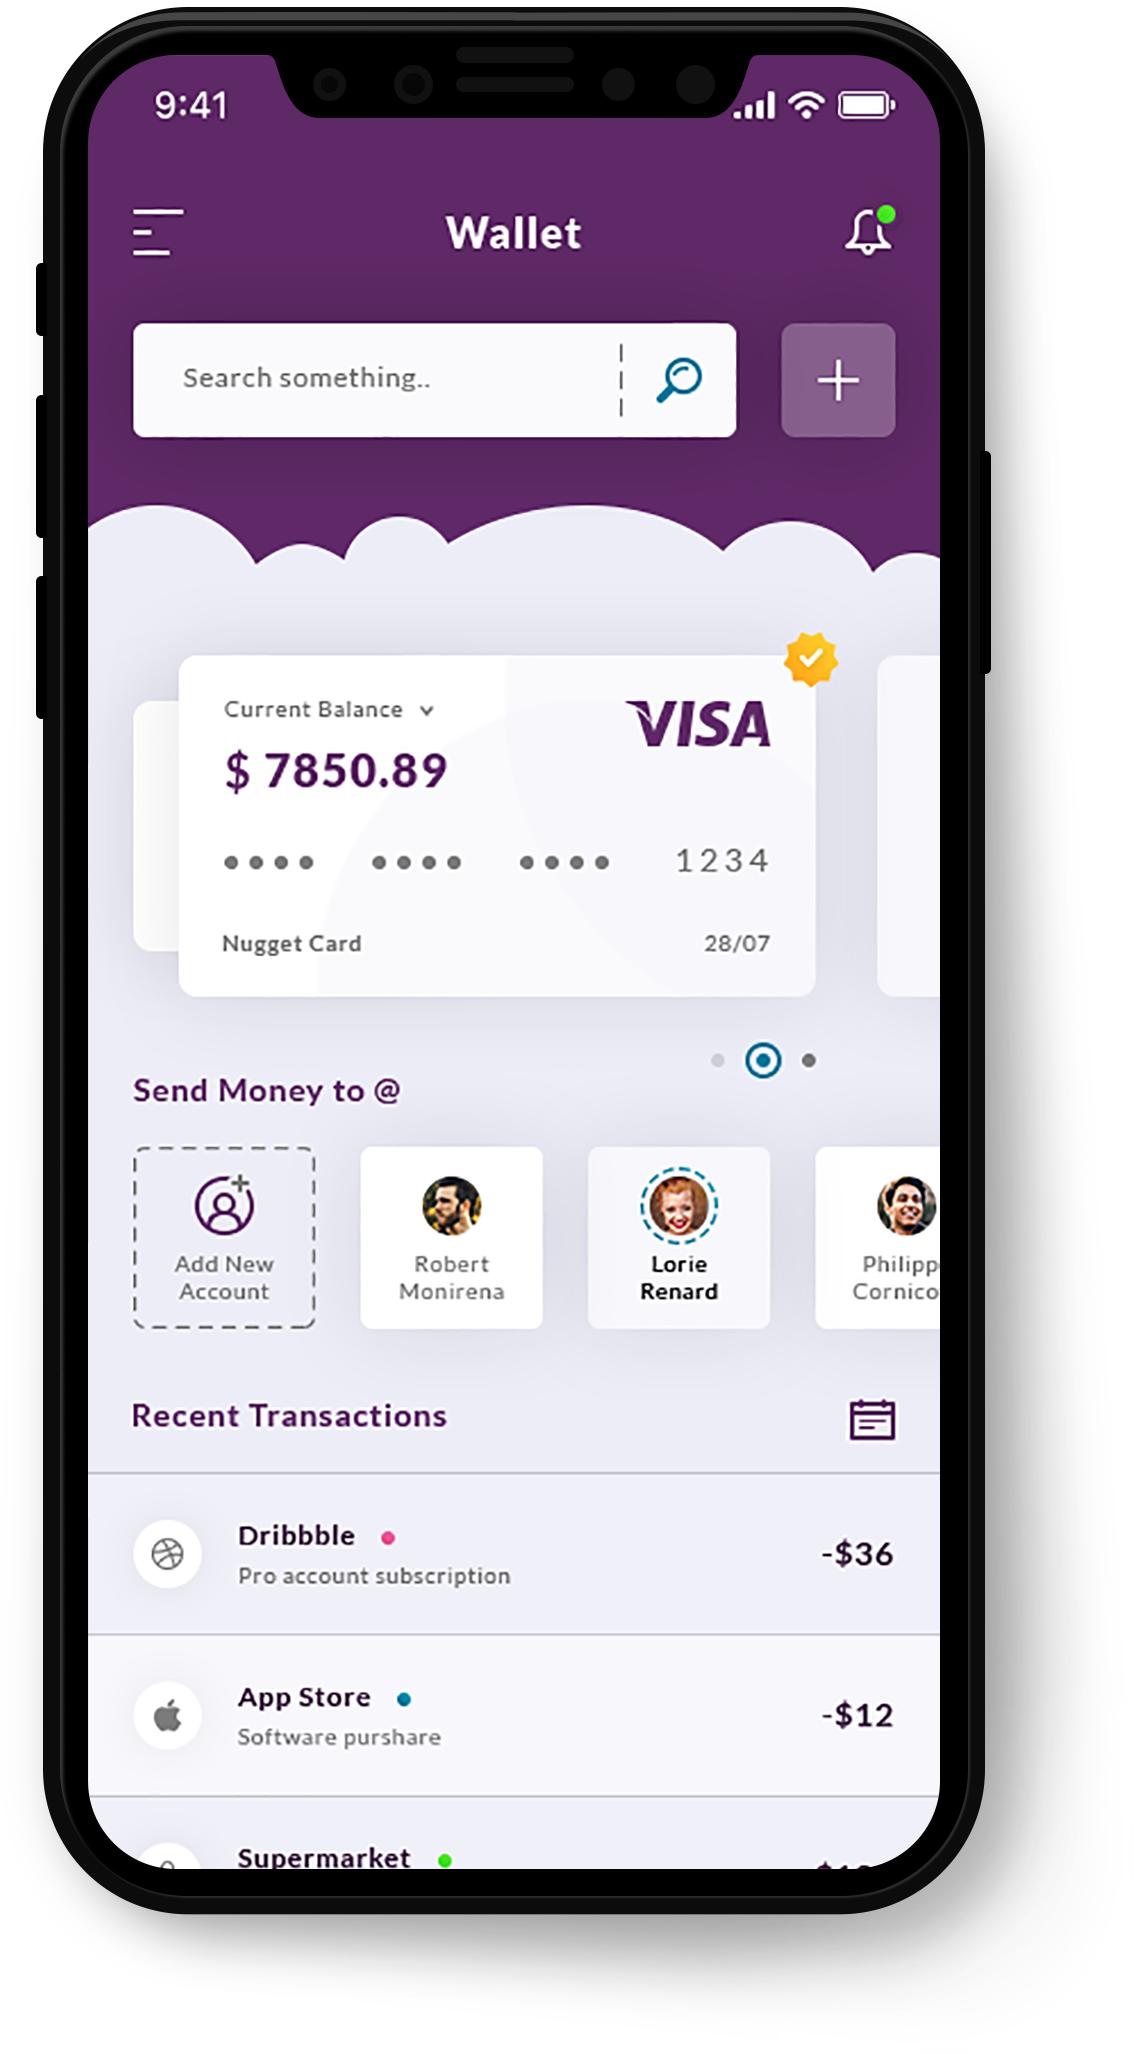 9:41
Wallet
Search something..
Current Balance
VISA
$ 7850.89
1234
Nugget Card
28/07
Send Money to @
Add New
Account
Robert
Monirena
Lorie
Renard
Philipp
Cornico
Recent Transactions
Dribbble
Pro account subscription
-$36
App Store
Software purshare
-$12
Supermarket